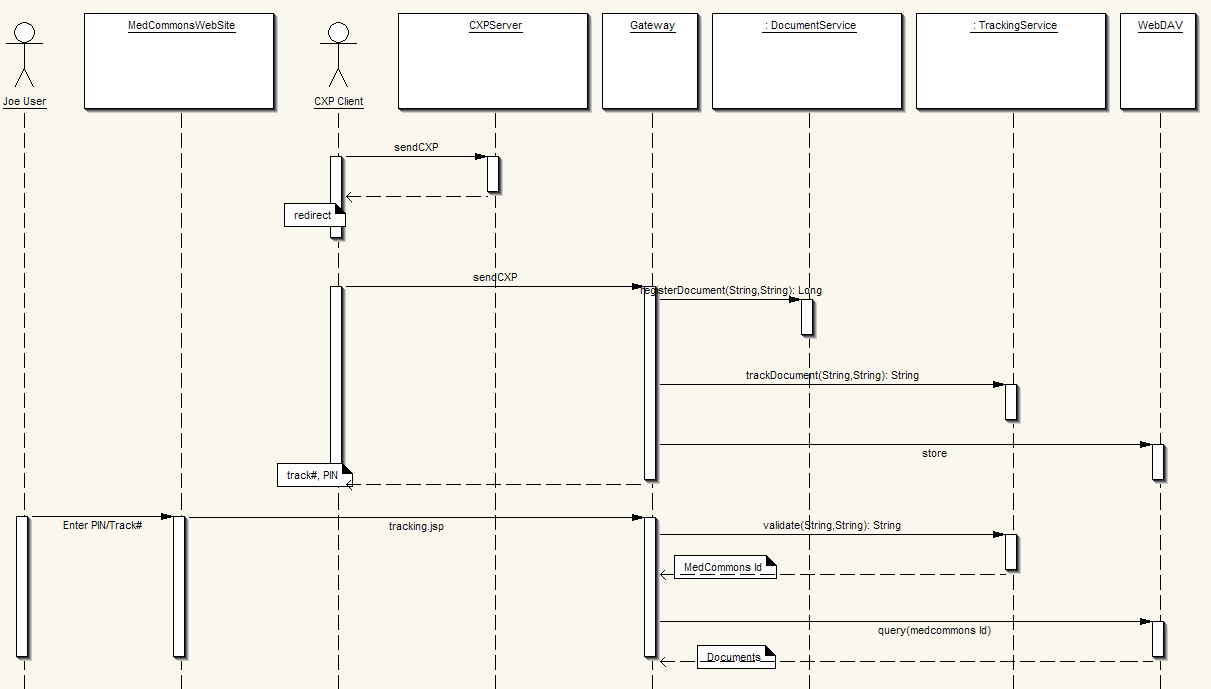 MedCommonsWebSite
CXPServer
Gateway
: DocumentService
: TrackingService
WebDAV
Joe User
CXP Client
sendCXP
redirect
sendCXP
registerDocument(String,String): Long
trackDocument(String,String): String
store
track#, PIN
Enter PIN/Track#
tracking.jsp
validate(String,String): String
MedCommons Id
query(medcommons Id)
Documents